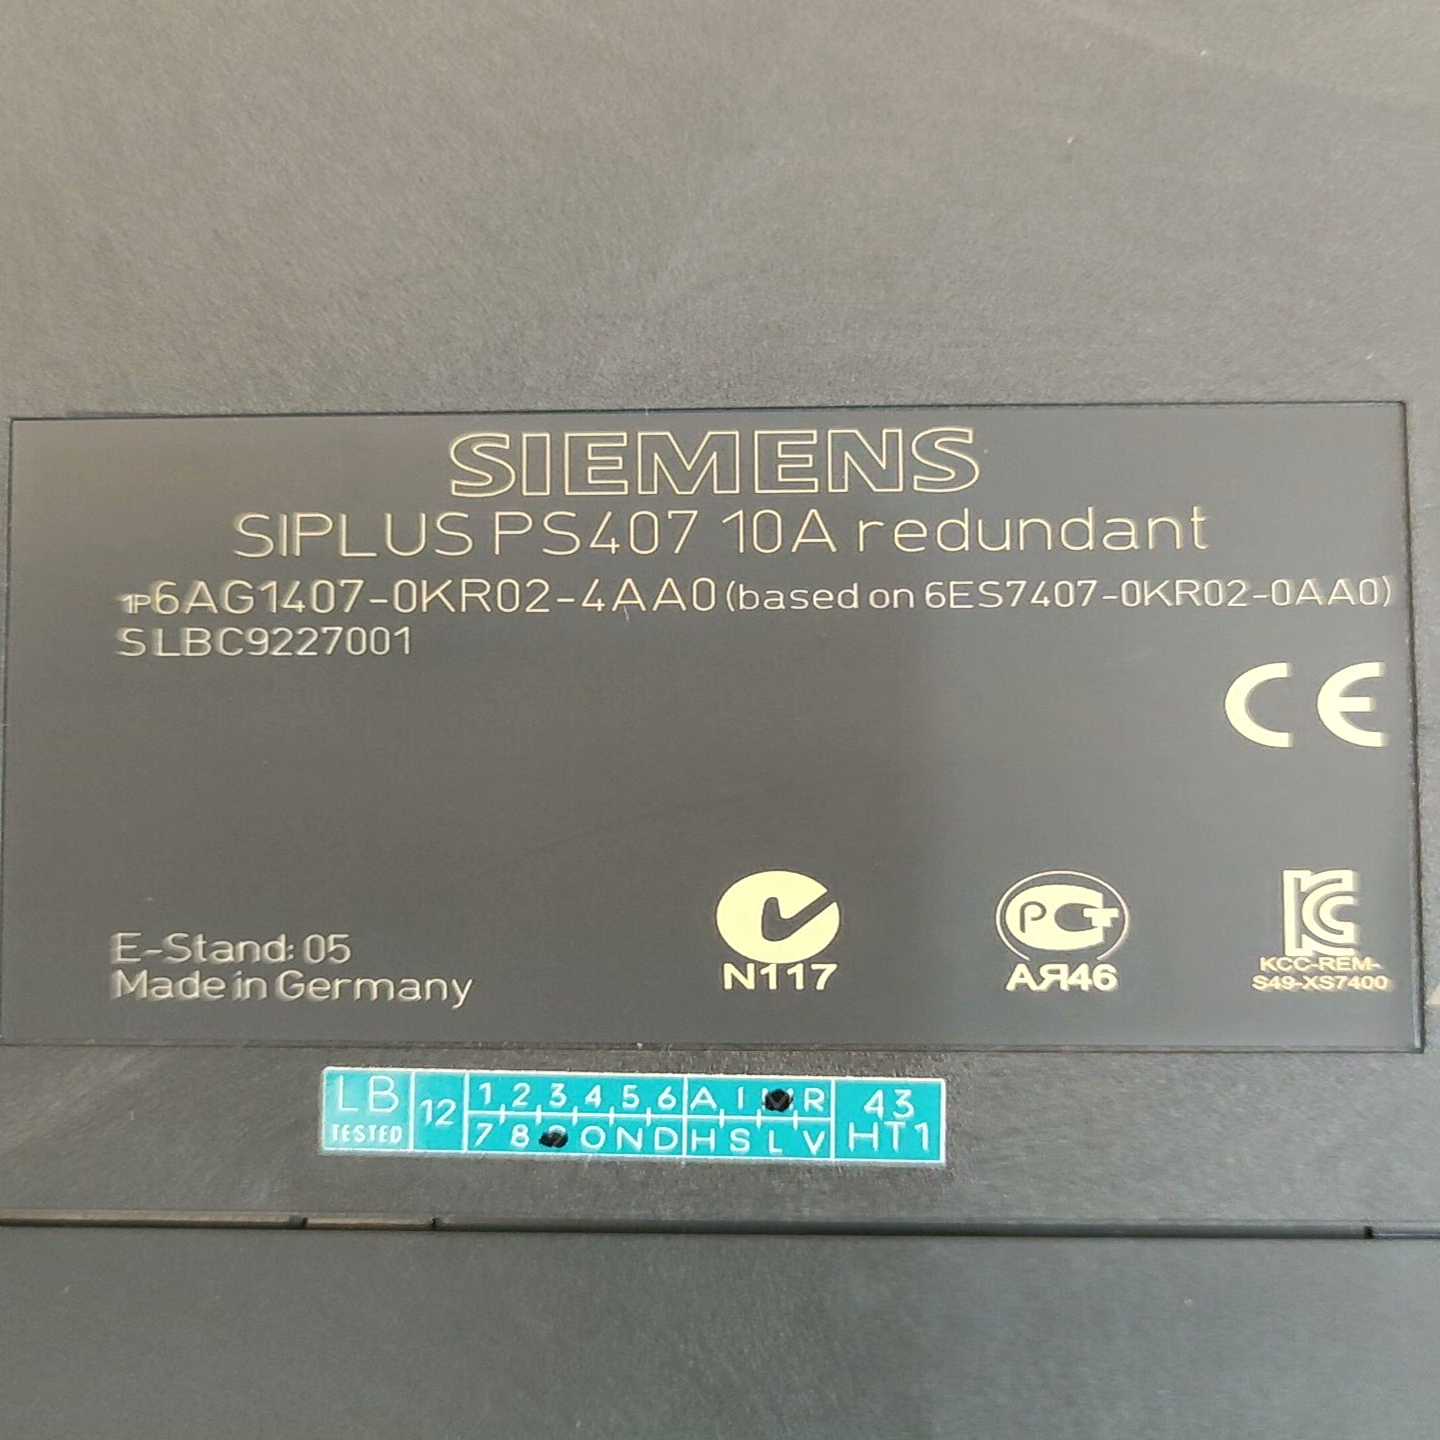 SIEMENS
SIPLUS PS407 10A redundant
1P6AG1407-0KR02-4AA0 (based on 6ES7407-0KR02-0AA0)
S LBC9227001
CE
E-Stand: 05
Made in Germany
N117
РСТ
АЯ46
KCC-REM-
S49-XS7400
LB
TESTED
12
1 2 3 4 5 6 A I R
7 8 O N D H S L V
43
HT1